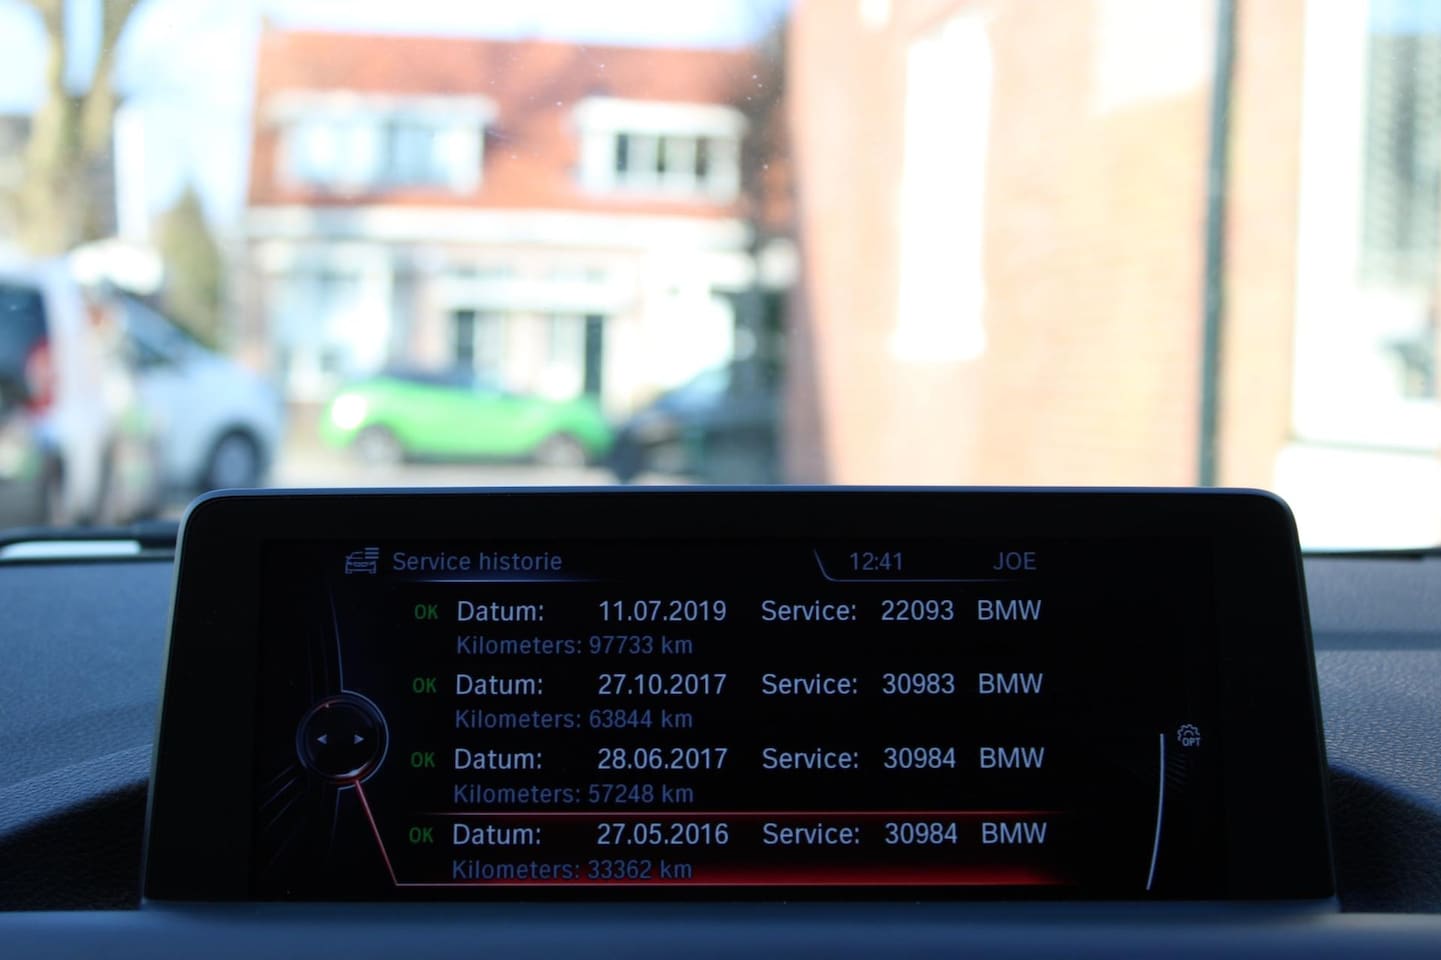 Service historie 12:41 JOE
OK Datum: 11.07.2019 Service: 22093 BMW
Kilometers: 97733 km
OK Datum: 27.10.2017 Service: 30983 BMW
Kilometers: 63844 km
OPT
OK Datum: 28.06.2017 Service: 30984 BMW
Kilometers: 57248 km
OK Datum: 27.05.2016 Service: 30984 BMW
Kilometers: 33362 km